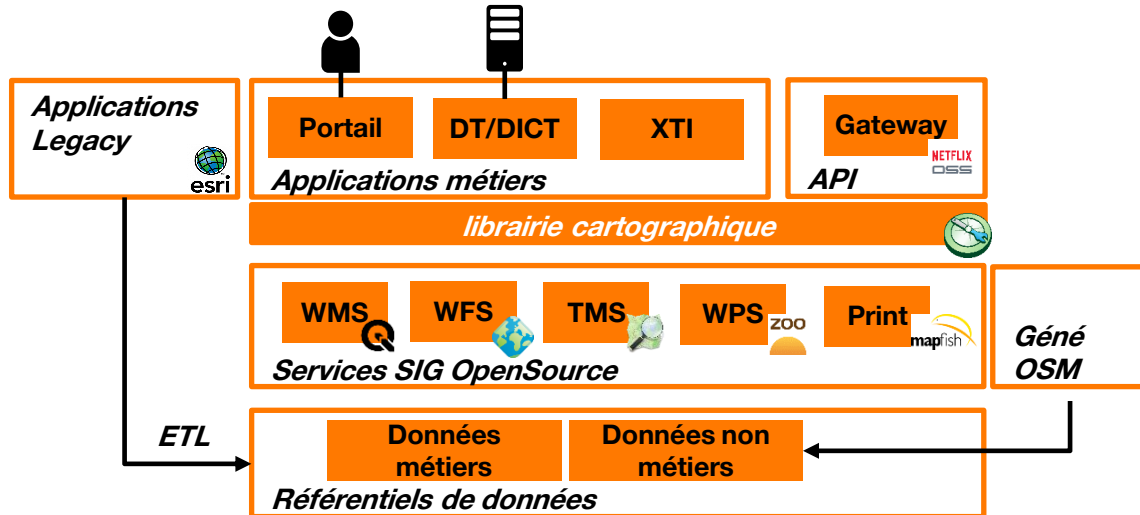 Applications
Legacy
esri
Portail
DT/DICT
XTI
Applications métiers
Gateway
NETFLIX
OSS
API
librairie cartographique
WMS
WFS
TMS
WPS
ZOO
Print
mapfish
Services SIG OpenSource
Géné
OSM
ETL
Données
métiers
Données non
métiers
Référentiels de données